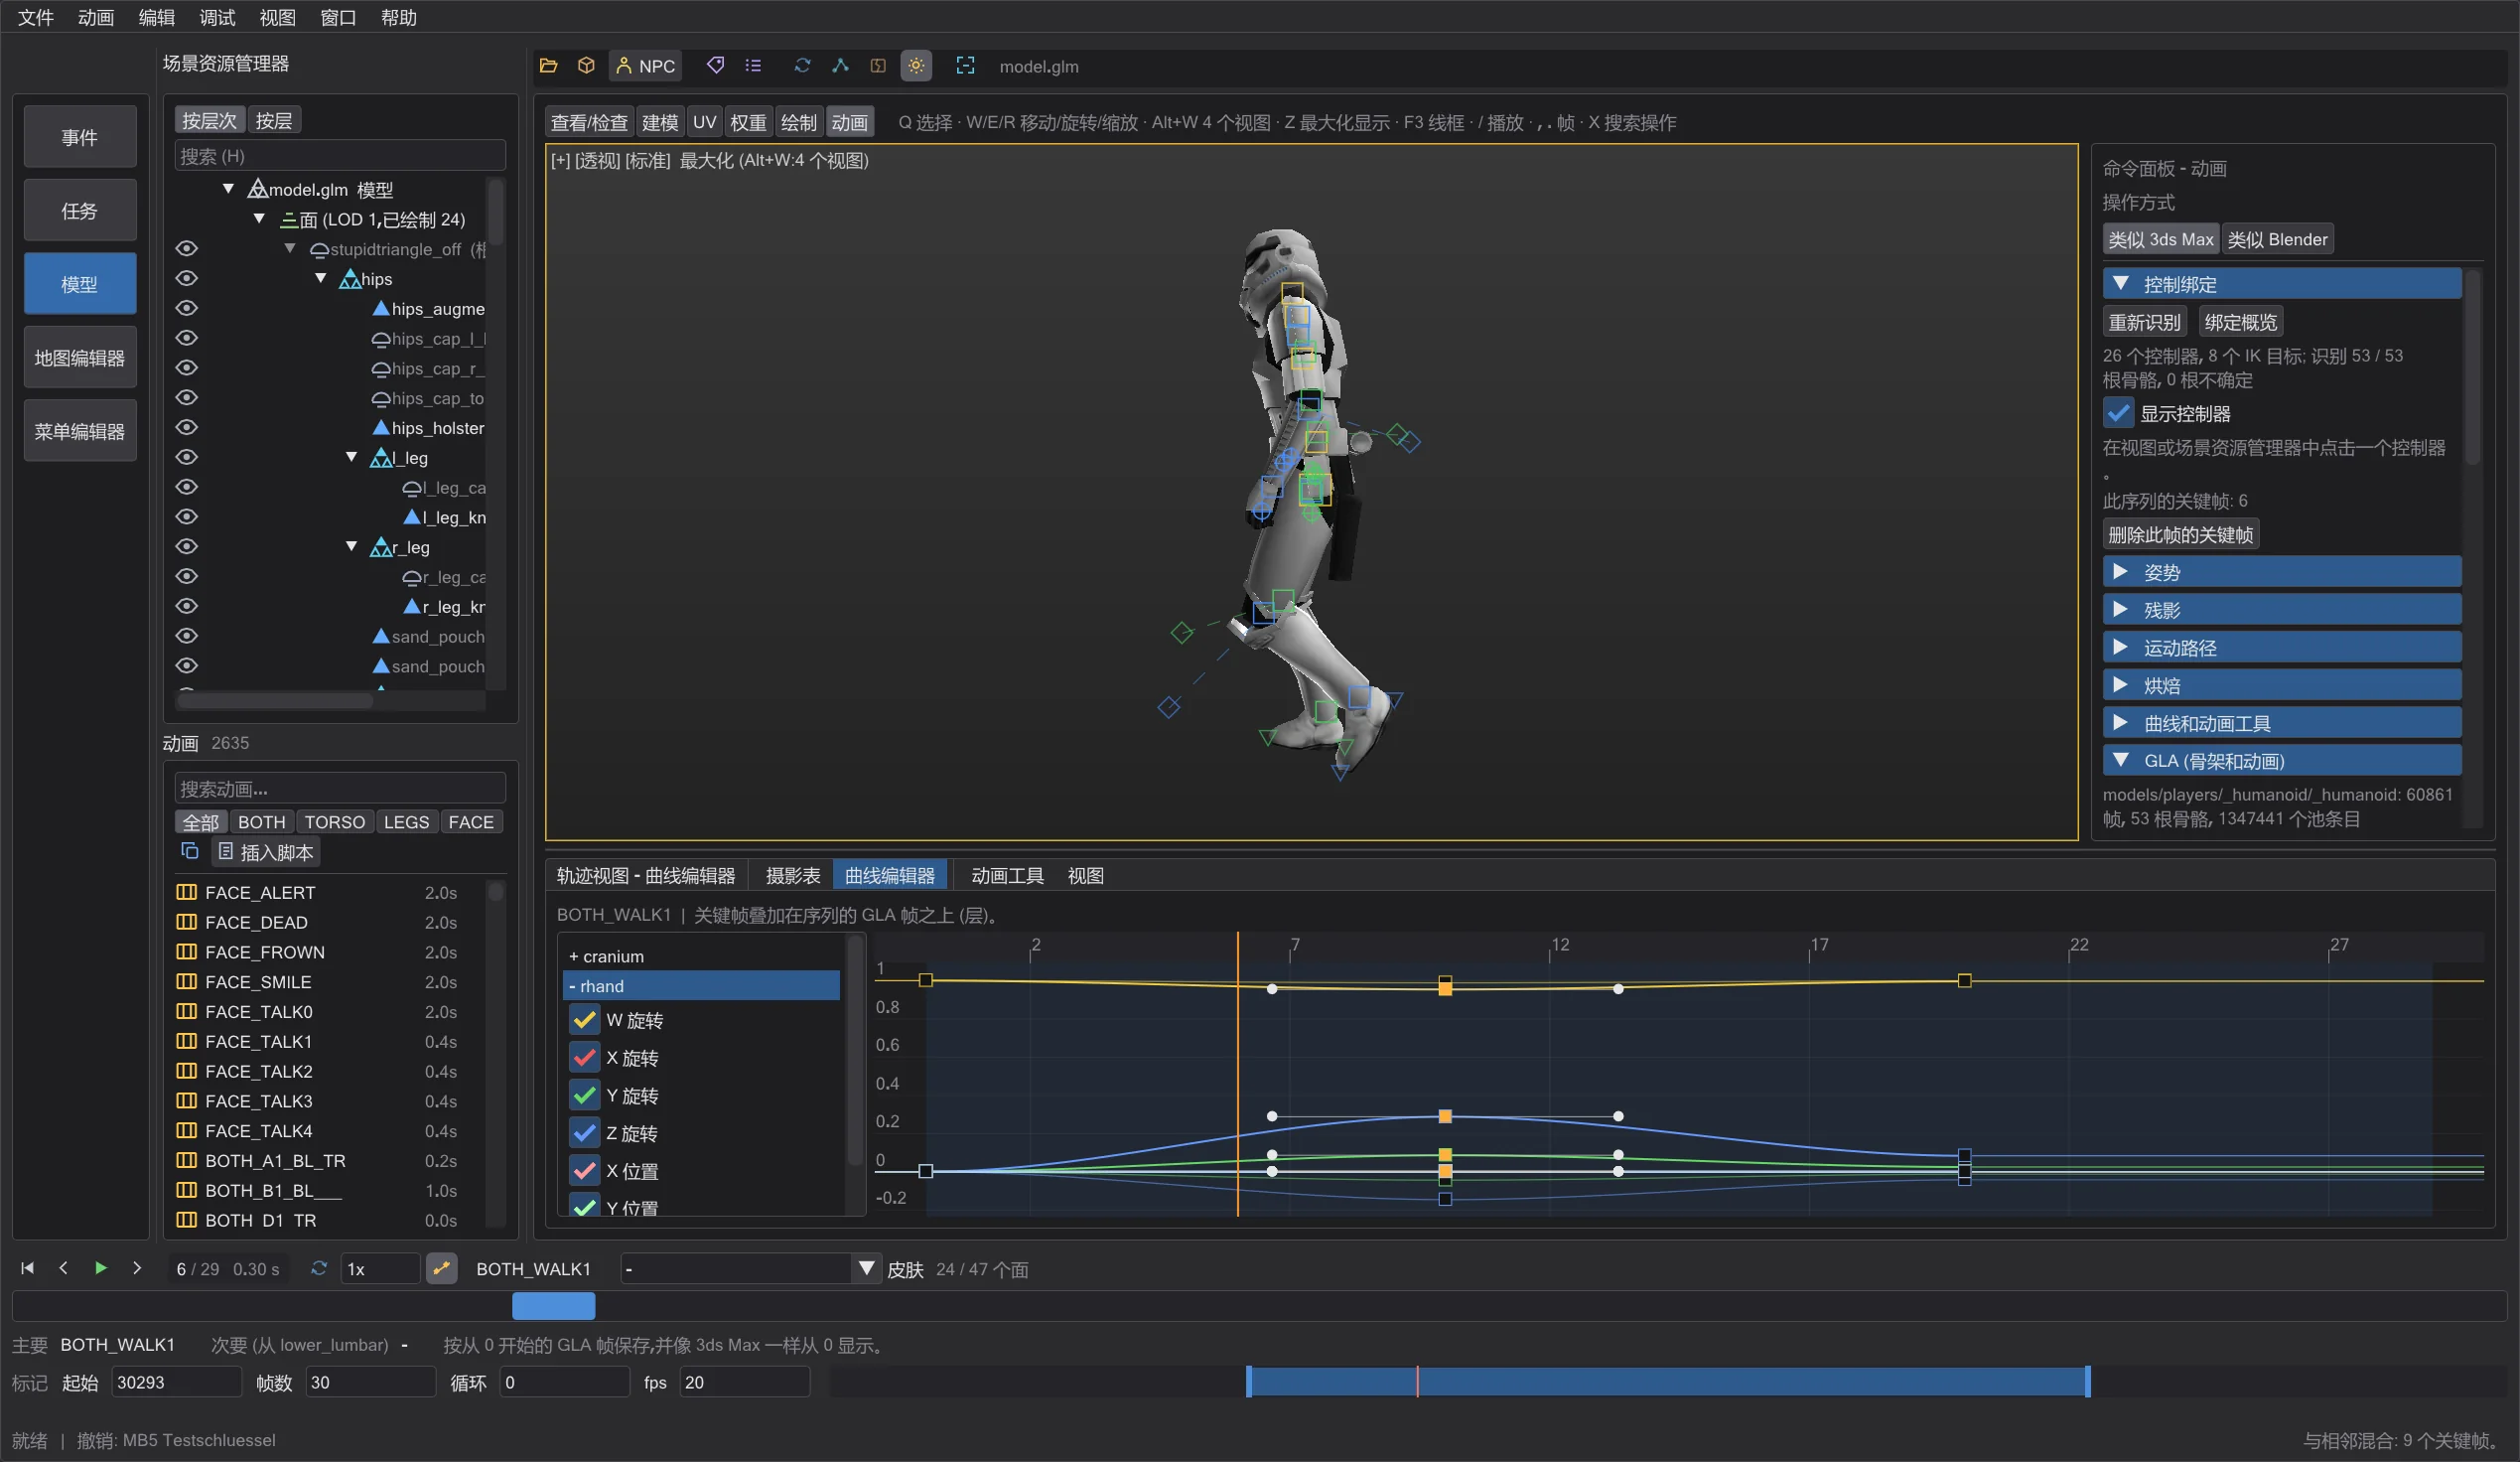 文件 动画 编辑 调试 视图 窗口 帮助
场景资源管理器
NPC
model.glm
事件
任务
模型
地图编辑器
菜单编辑器
按层次 按层
搜索 (H)
model.glm 模型
面 (LOD 1,已绘制 24)
stupidtriangle_off
hips
hips_augme
hips_cap_l_
hips_cap_r_
hips_cap_to
hips_holster
l_leg
l_leg_ca
l_leg_kn
r_leg
r_leg_ca
r_leg_kr
sand_pouch
sand_pouch
动画 2635
搜索动画...
全部 BOTH TORSO LEGS FACE
插入脚本
FACE_ALERT 2.0s
FACE_DEAD 2.0s
FACE_FROWN 2.0s
FACE_SMILE 2.0s
FACE_TALK0 2.0s
FACE_TALK1 0.4s
FACE_TALK2 0.4s
FACE_TALK3 0.4s
FACE_TALK4 0.4s
BOTH_A1_BL_TR 0.2s
BOTH_B1_BL___ 1.0s
BOTH_D1_TR 0.0s
查看/检查 建模 UV 权重 绘制 动画 Q 选择 · W/E/R 移动/旋转/缩放 · Alt+W 4 个视图 · Z 最大化显示 · F3 线框 · / 播放 · , . 帧 · X 搜索操作
[+] [透视] [标准] 最大化 (Alt+W:4 个视图)
命令面板 - 动画
操作方式
类似 3ds Max 类似 Blender
控制绑定
重新识别 绑定概览
26 个控制器, 8 个 IK 目标; 识别 53 / 53
根骨骼, 0 根不确定
显示控制器
在视图或场景资源管理器中点击一个控制器
。
此序列的关键帧: 6
删除此帧的关键帧
姿势
残影
运动路径
烘焙
曲线和动画工具
GLA (骨架和动画)
models/players/_humanoid/_humanoid: 60861
帧, 53 根骨骼, 1347441 个池条目
轨迹视图 - 曲线编辑器 摄影表 曲线编辑器 动画工具 视图
BOTH_WALK1 | 关键帧叠加在序列的 GLA 帧之上 (层)。
+ cranium
- rhand
W 旋转
X 旋转
Y 旋转
Z 旋转
X 位置
Y 位置
2 7 12 17 22 27
1
0.8
0.6
0.4
0.2
0
-0.2
6 / 29 0.30 s 1x BOTH_WALK1 - 皮肤 24 / 47 个面
主要 BOTH_WALK1 次要 (从 lower_lumbar) - 按从 0 开始的 GLA 帧保存,并像 3ds Max 一样从 0 显示。
标记 起始 30293 帧数 30 循环 0 fps 20
就绪 | 撤销: MB5 Testschluessel
与相邻混合: 9 个关键帧。